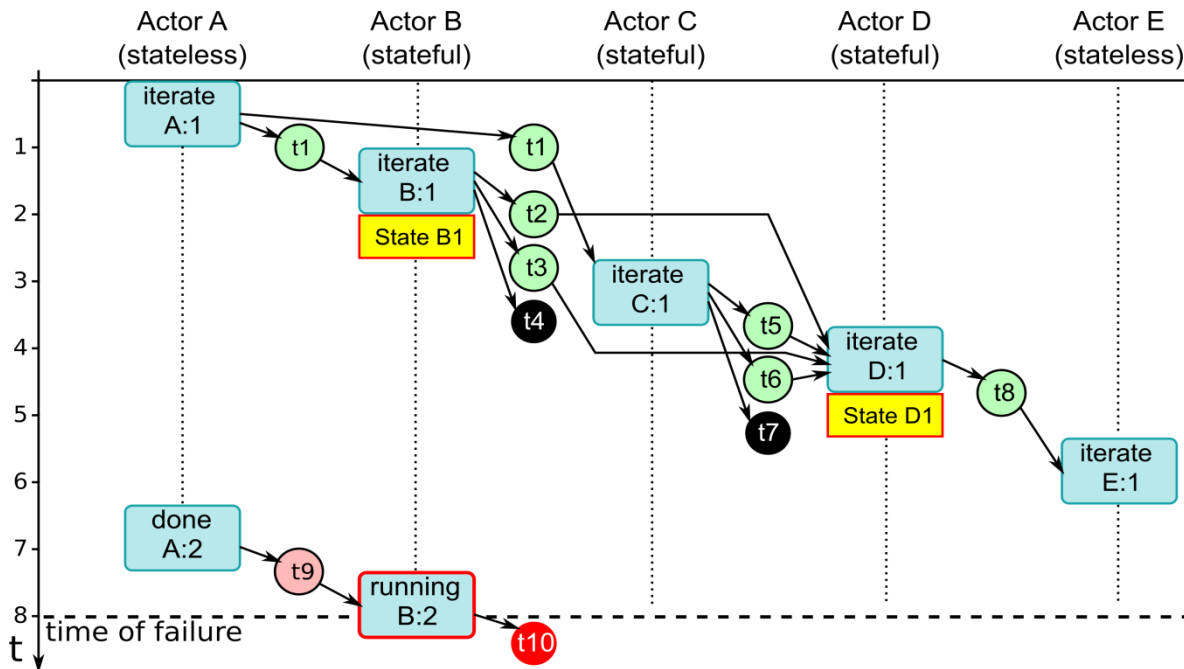 Actor A
(stateless)
Actor B
(stateful)
Actor C
(stateful)
Actor D
(stateful)
Actor E
(stateless)
iterate
A:1
1
t1
t1
iterate
B:1
2
t2
State B1
t3
3
iterate
C:1
t4
t5
4
iterate
D:1
t6
t8
5
State D1
t7
iterate
E:1
6
done
A:2
7
t9
running
B:2
8
time of failure
t
t10